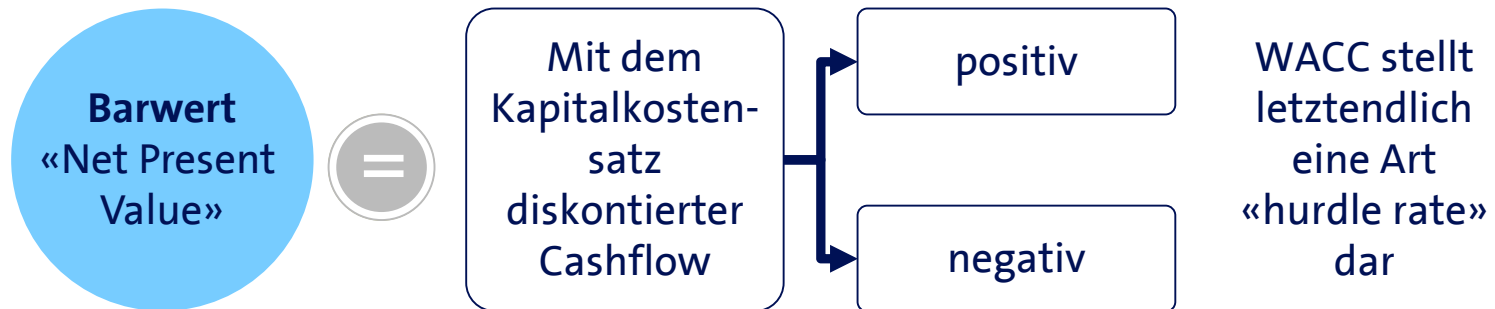 Barwert
«Net Present
Value»
=
Mit dem
Kapitalkosten-
satz
diskontierter
Cashflow
positiv
negativ
WACC stellt
letztendlich
eine Art
«hurdle rate»
dar